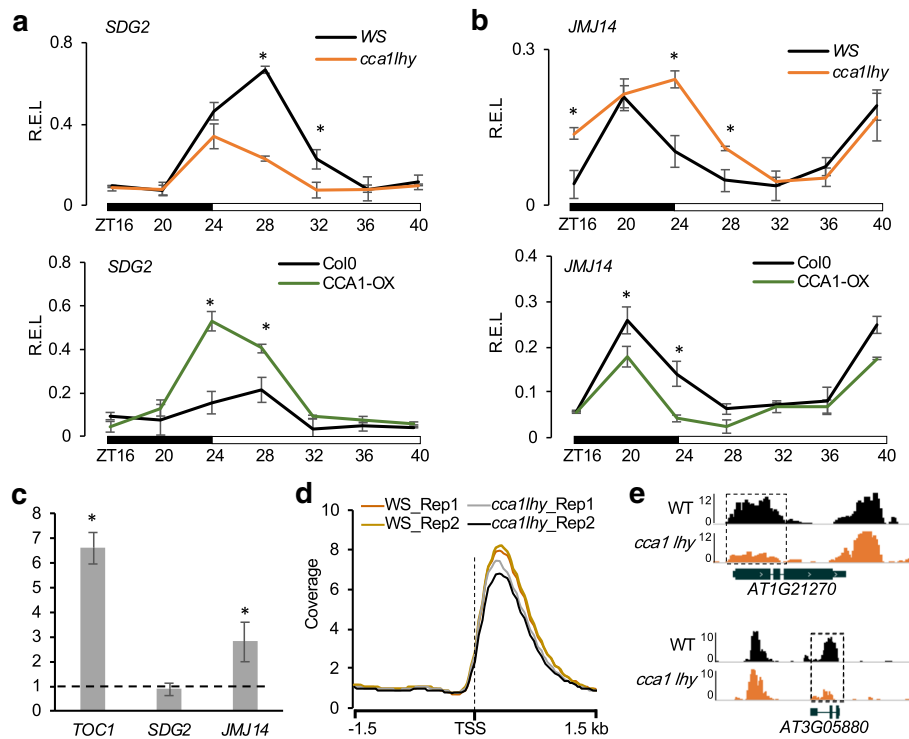 a
SDG2
WS
cca1lhy
0.8
0.4
0
R.E.L
*
*
ZT16 20 24 28 32 36 40
SDG2
Col0
CCA1-OX
0.8
0.6
0.4
0.2
0
R.E.L
*
*
ZT16 20 24 28 32 36 40
b
JMJ14
WS
cca1lhy
0.3
0
R.E.L
*
*
*
ZT16 20 24 28 32 36 40
JMJ14
Col0
CCA1-OX
0.4
0.3
0.2
0.1
0
R.E.L
*
*
ZT16 20 24 28 32 36 40
c
8
7
6
5
4
3
2
1
0
*
*
TOC1 SDG2 JMJ14
d
WS_Rep1 cca1lhy_Rep1
WS_Rep2 cca1lhy_Rep2
10
8
6
4
2
0
Coverage
-1.5 TSS 1.5 kb
e
WT 12
0
cca1 lhy 12
0
AT1G21270
WT 10
0
cca1 lhy 10
0
AT3G05880